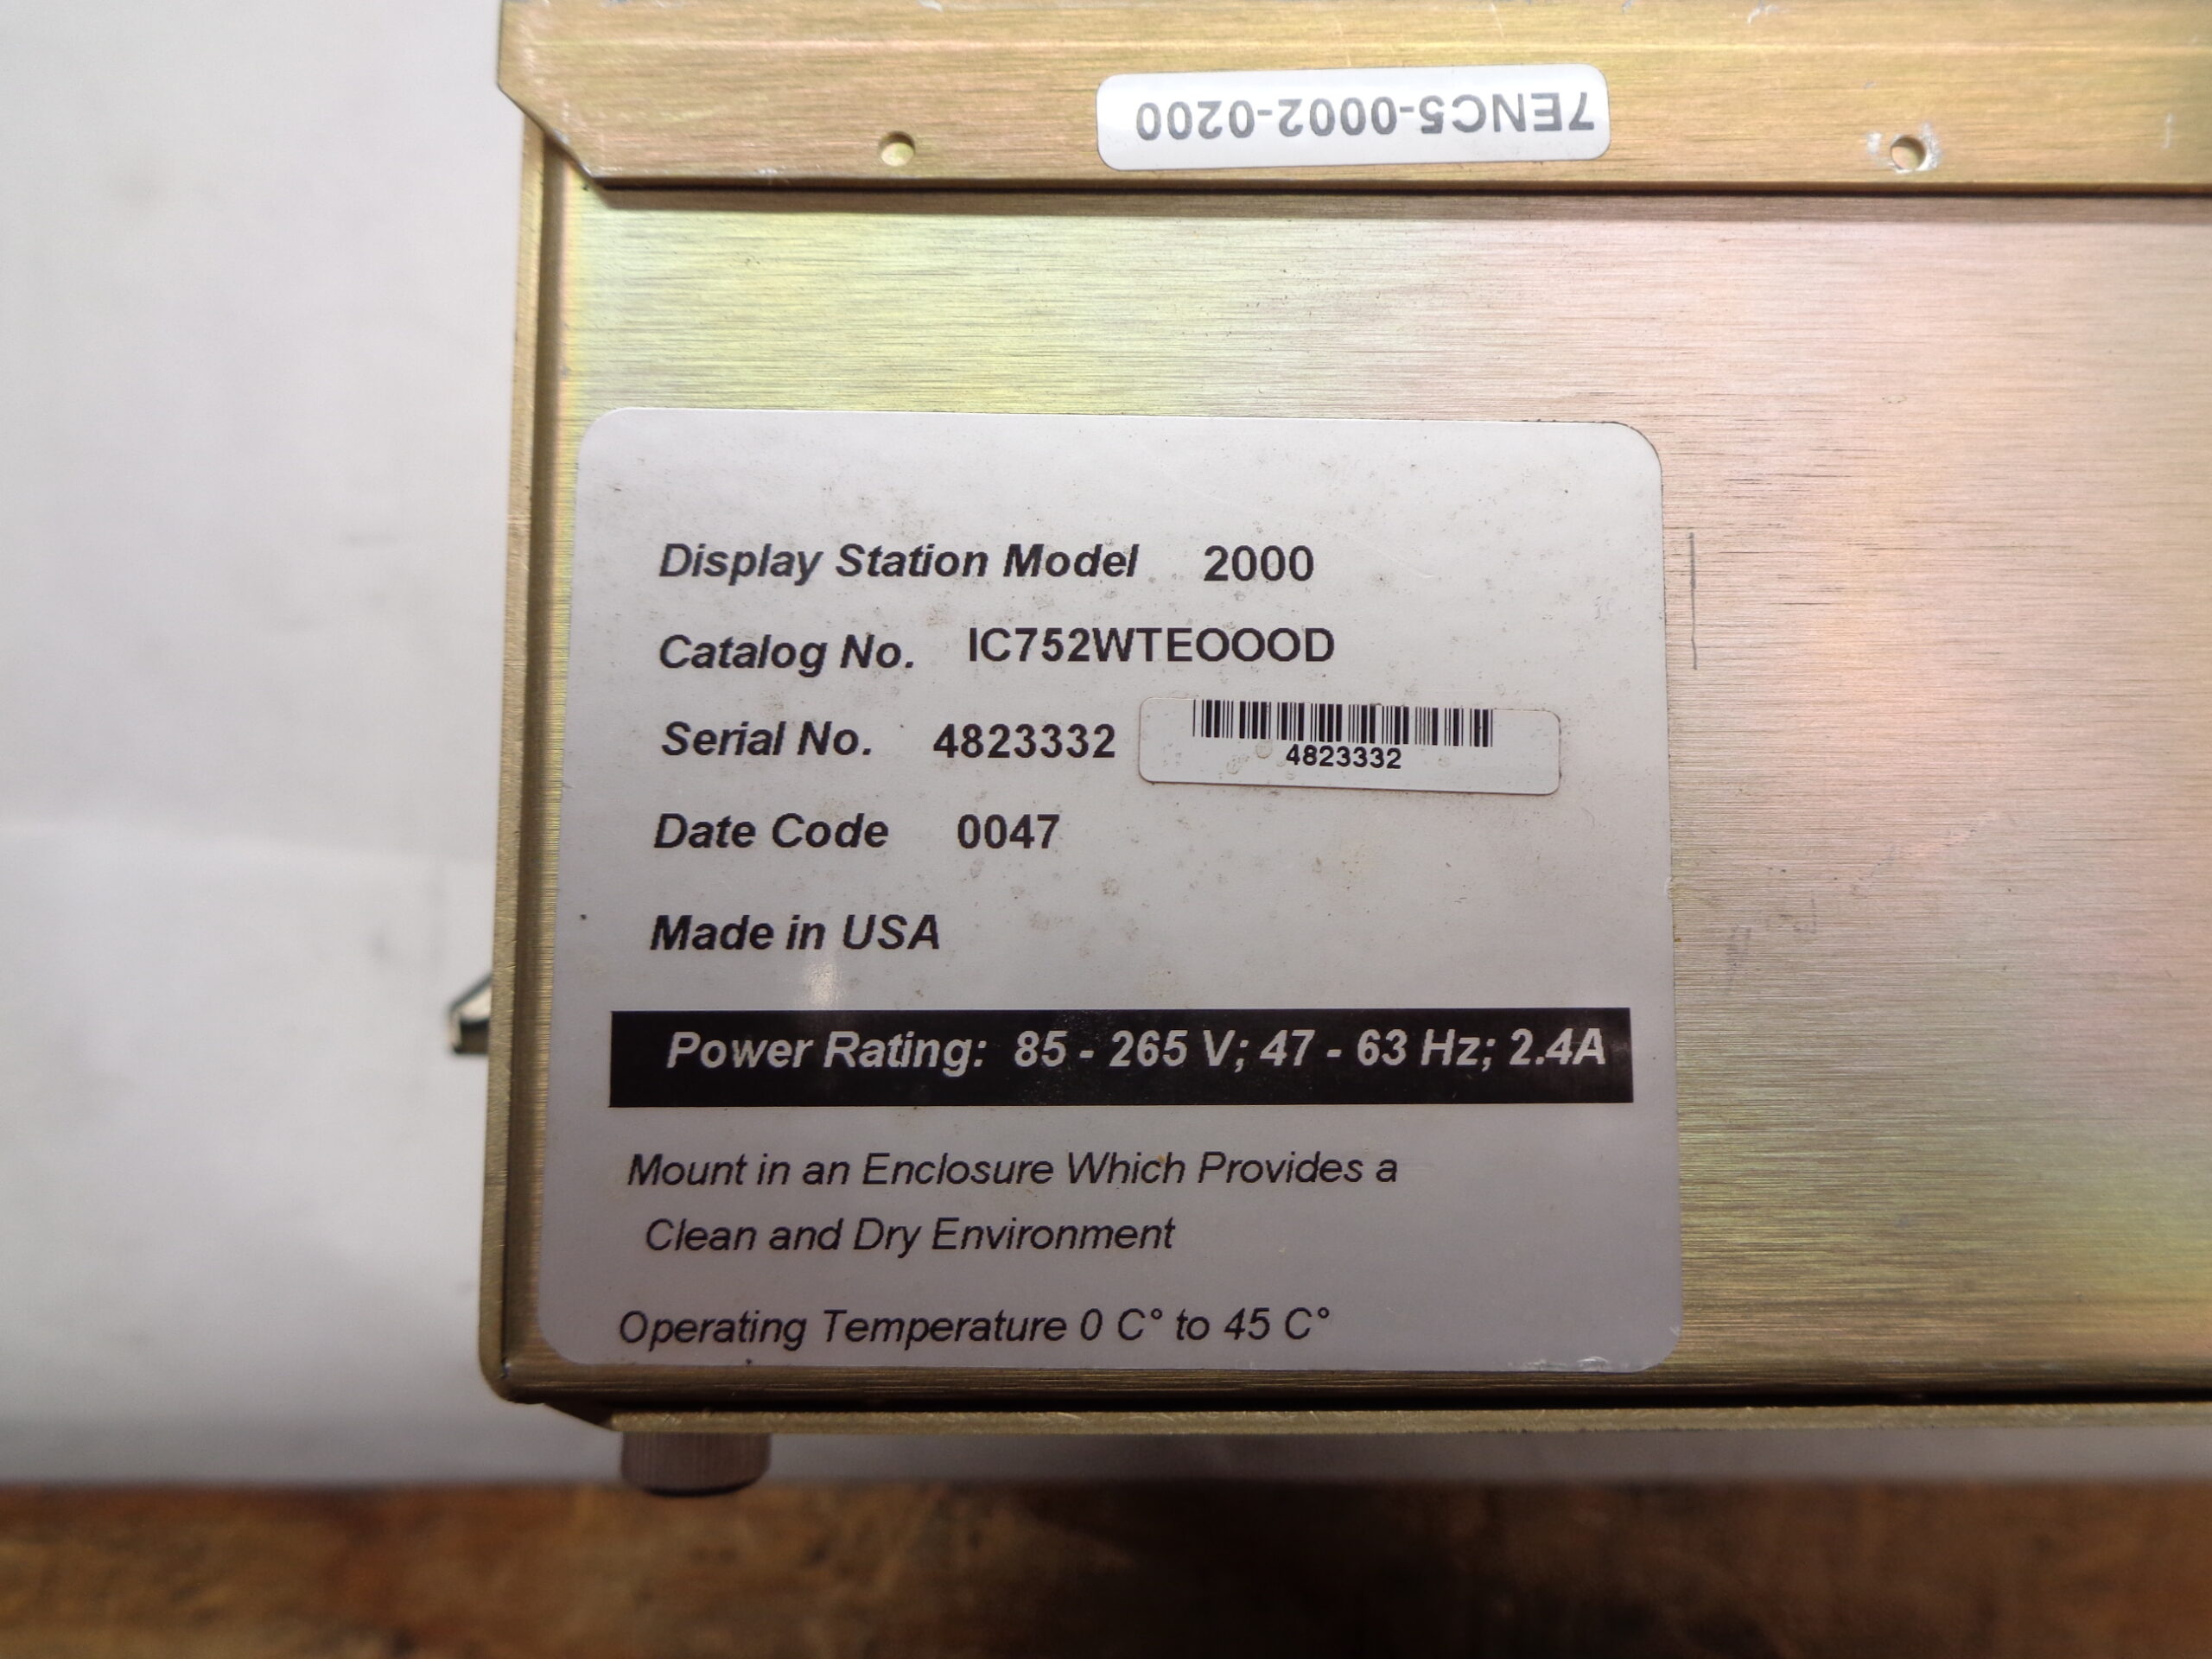 7ENC5-0002-0200
Display Station Model 2000
Catalog No. IC752WTEOOOD
Serial No. 4823332
4823332
Date Code 0047
Made in USA
Power Rating: 85 - 265 V; 47 - 63 Hz; 2.4A
Mount in an Enclosure Which Provides a
Clean and Dry Environment
Operating Temperature 0 C° to 45 C°